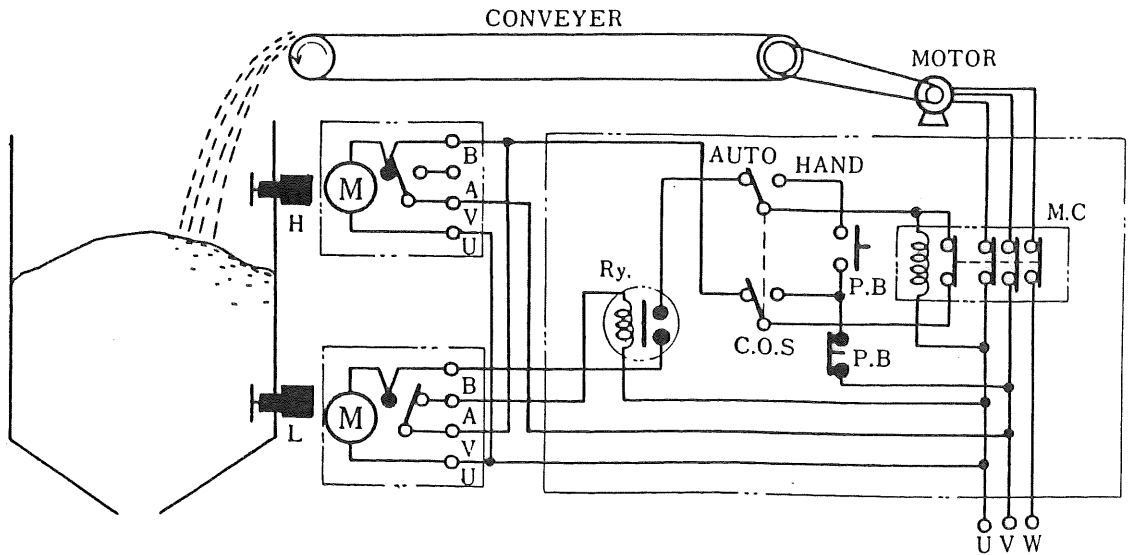 CONVEYER
MOTOR
AUTO HAND
M.C
M
B
A
V
U
H
P.B
Ry.
C.O.S
P.B
M
B
A
V
U
L
U V W